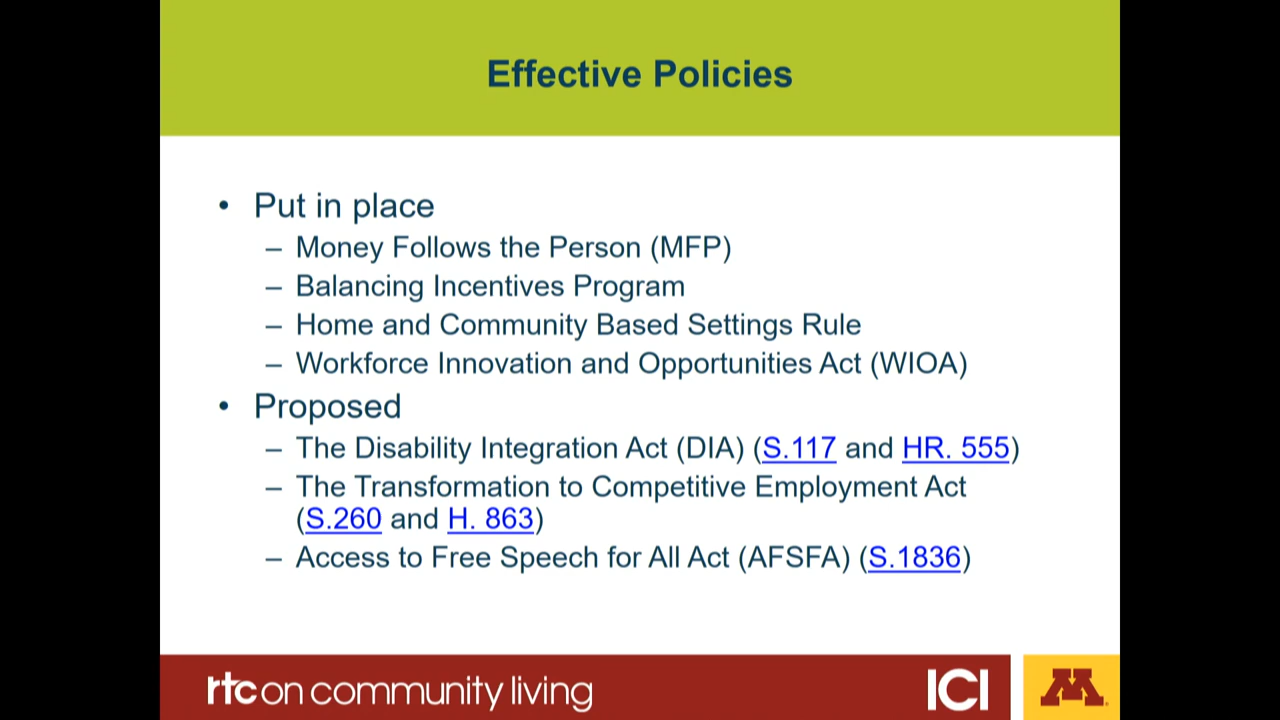 Effective Policies
• Put in place
– Money Follows the Person (MFP)
– Balancing Incentives Program
– Home and Community Based Settings Rule
– Workforce Innovation and Opportunities Act (WIOA)
• Proposed
– The Disability Integration Act (DIA) (S.117 and HR. 555)
– The Transformation to Competitive Employment Act
(S.260 and H. 863)
– Access to Free Speech for All Act (AFSFA) (S.1836)
rtc on community living ICI M